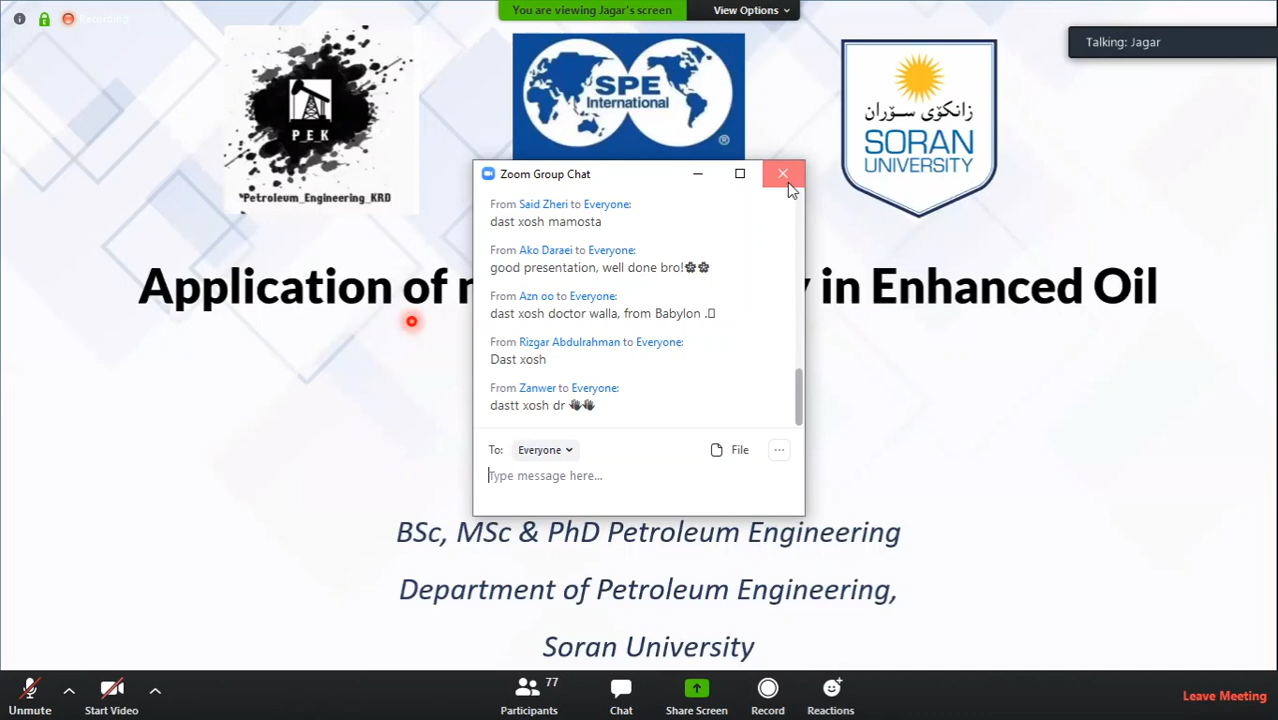 Recording
You are viewing Jagar's screen
View Options
Talking: Jagar
P_E_K
Petroleum_Engineering_KRD
SPE
International
®
زانكۆی سـۆران
SORAN
UNIVERSITY
Zoom Group Chat
From Said Zheri to Everyone:
dast xosh mamosta
From Ako Daraei to Everyone:
good presentation, well done bro!
From Azn oo to Everyone:
dast xosh doctor walla, from Babylon .
From Rizgar Abdulrahman to Everyone:
Dast xosh
From Zanwer to Everyone:
dastt xosh dr
To: Everyone
File
...
Type message here...
Application of in Enhanced Oil
BSc, MSc & PhD Petroleum Engineering
Department of Petroleum Engineering,
Soran University
Unmute
Start Video
77
Participants
Chat
Share Screen
Record
Reactions
Leave Meeting